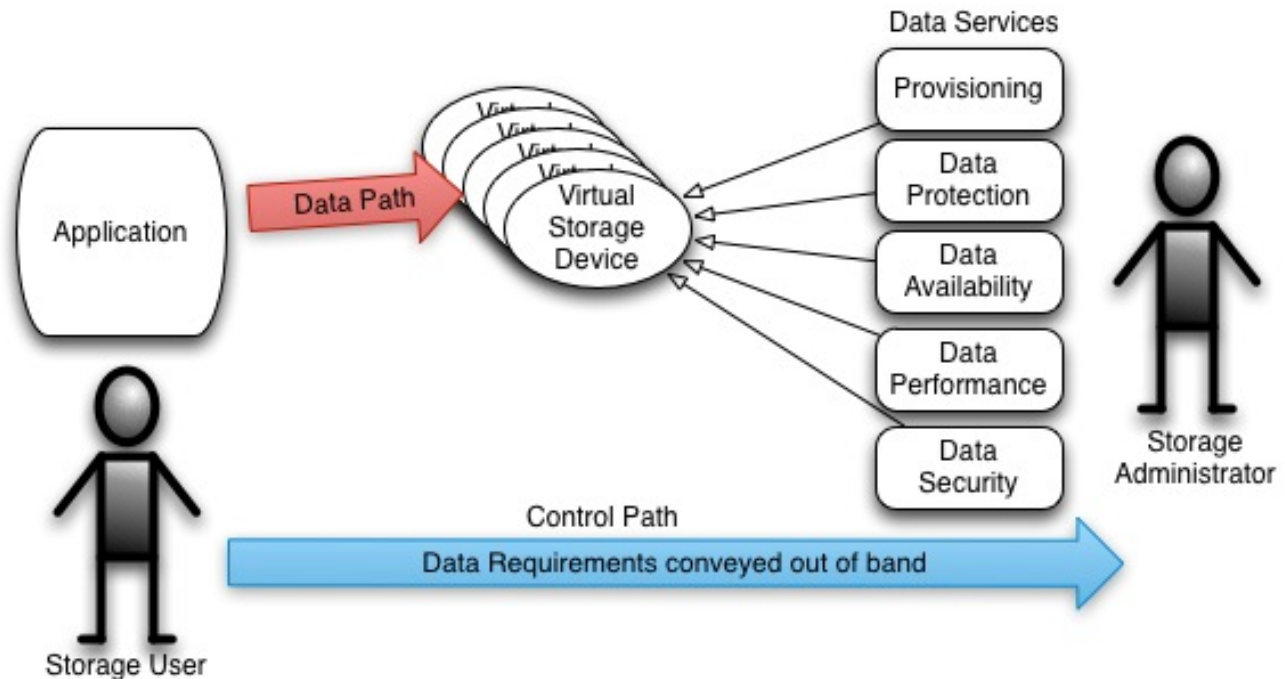 Data Services
Provisioning
Data
Protection
Data
Availability
Data
Performance
Data
Security
Application
Data Path
Virtual
Storage
Device
Storage
Administrator
Control Path
Data Requirements conveyed out of band
Storage User